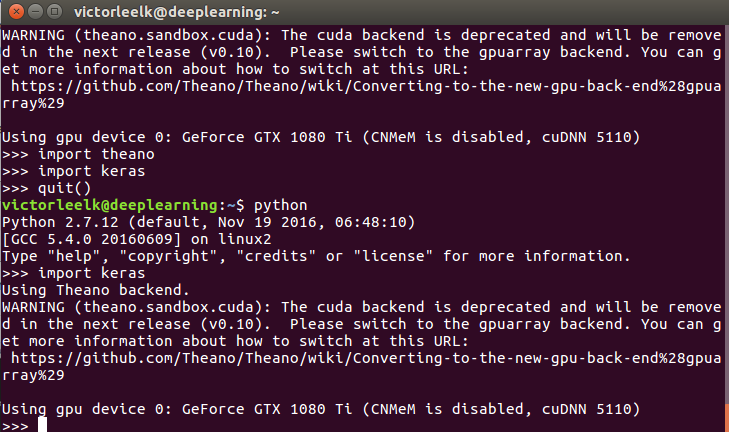 victorleelk@deeplearning: ~
WARNING (theano.sandbox.cuda): The cuda backend is deprecated and will be remove
d in the next release (v0.10).  Please switch to the gpuarray backend. You can g
et more information about how to switch at this URL:
 https://github.com/Theano/Theano/wiki/Converting-to-the-new-gpu-back-end%28gpua
rray%29
Using gpu device 0: GeForce GTX 1080 Ti (CNMeM is disabled, cuDNN 5110)
>>> import theano
>>> import keras
>>> quit()
victorleelk@deeplearning:~$ python
Python 2.7.12 (default, Nov 19 2016, 06:48:10)
[GCC 5.4.0 20160609] on linux2
Type "help", "copyright", "credits" or "license" for more information.
>>> import keras
Using Theano backend.
WARNING (theano.sandbox.cuda): The cuda backend is deprecated and will be remove
d in the next release (v0.10).  Please switch to the gpuarray backend. You can g
et more information about how to switch at this URL:
 https://github.com/Theano/Theano/wiki/Converting-to-the-new-gpu-back-end%28gpua
rray%29
Using gpu device 0: GeForce GTX 1080 Ti (CNMeM is disabled, cuDNN 5110)
>>>